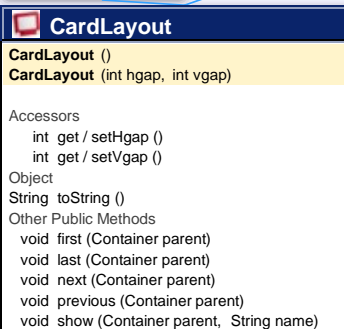 CardLayout
CardLayout ()
CardLayout (int hgap, int vgap)
Accessors
int get / setHgap ()
int get / setVgap ()
Object
String toString ()
Other Public Methods
void first (Container parent)
void last (Container parent)
void next (Container parent)
void previous (Container parent)
void show (Container parent, String name)